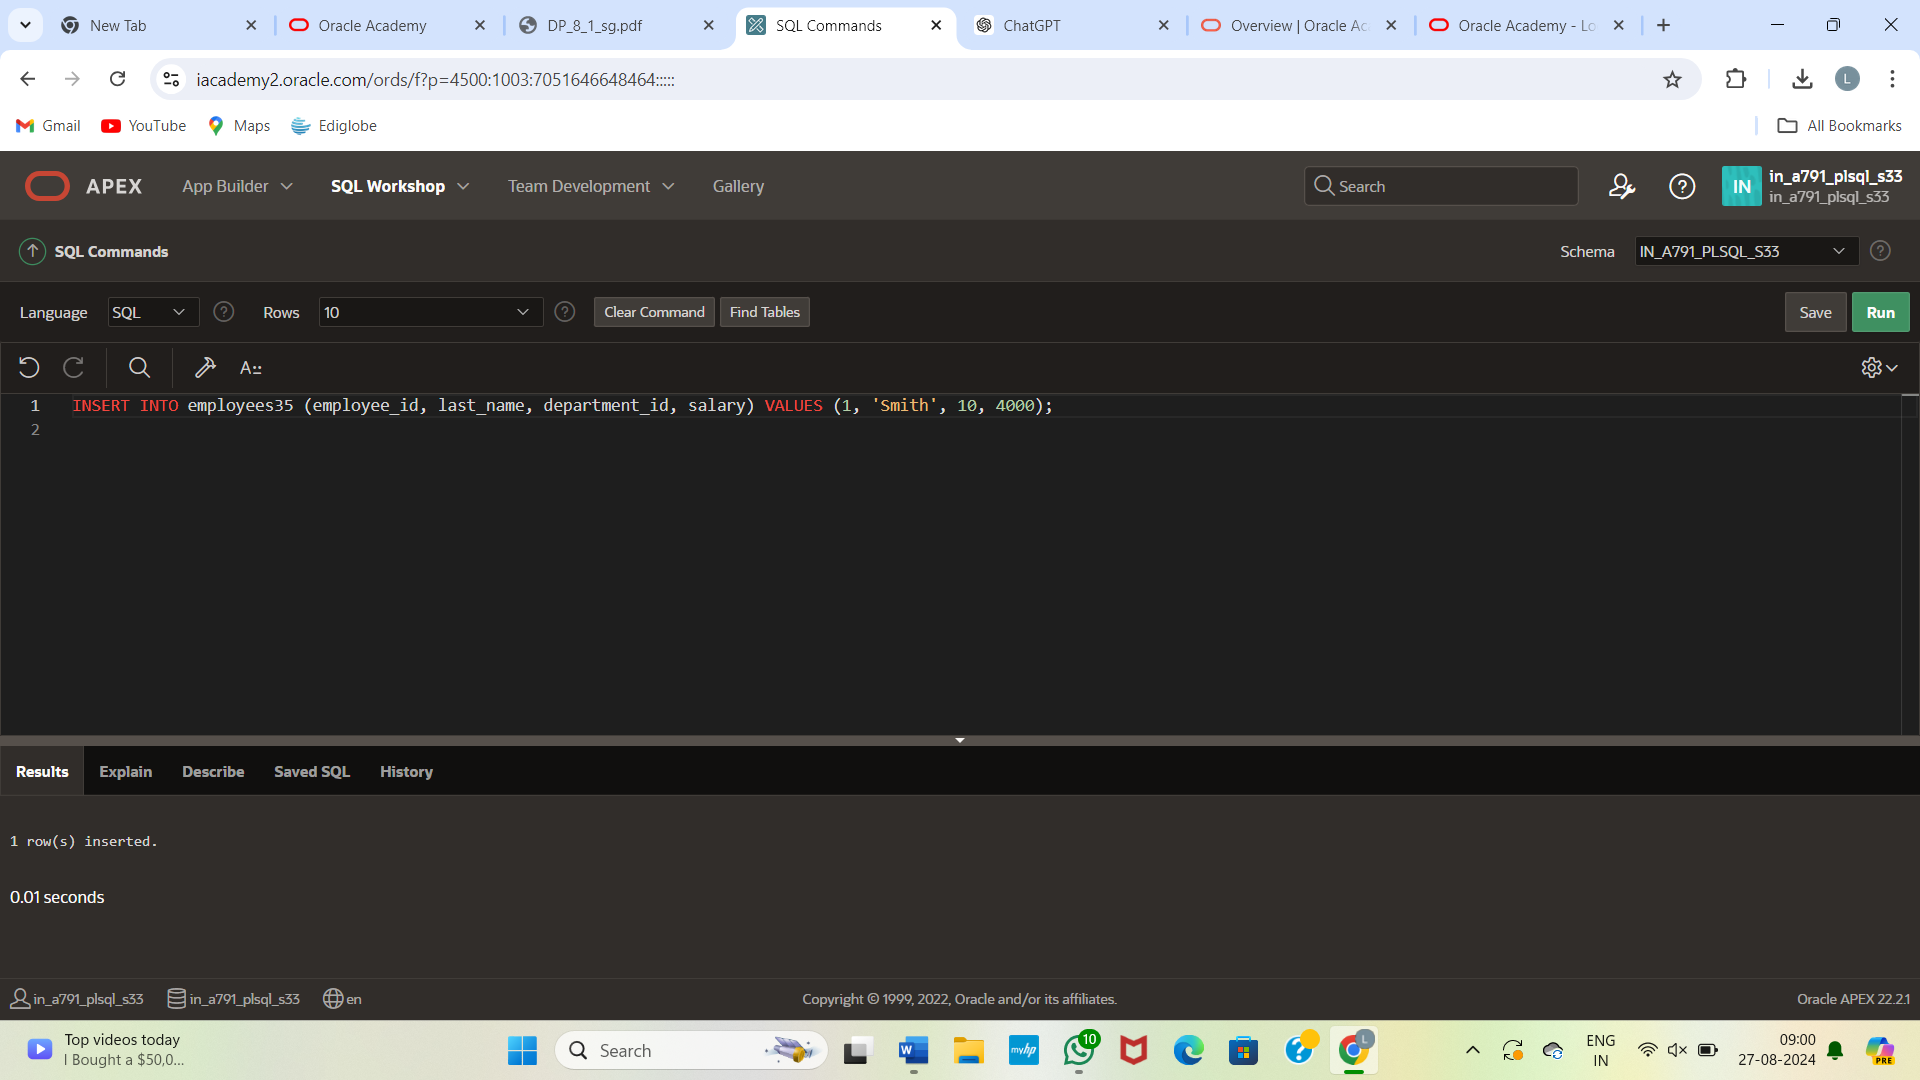 New Tab
Oracle Academy
DP_8_1_sg.pdf
SQL Commands
ChatGPT
Overview | Oracle Ac
Oracle Academy - Lo
iacademy2.oracle.com/ords/f?p=4500:1003:7051646648464:::::
L
Gmail
YouTube
Maps
Ediglobe
All Bookmarks
APEX
App Builder
SQL Workshop
Team Development
Gallery
Search
IN
in_a791_plsql_s33
in_a791_plsql_s33
SQL Commands
Schema
IN_A791_PLSQL_S33
Language
SQL
Rows
10
Clear Command
Find Tables
Save
Run
A::
1 INSERT INTO employees35 (employee_id, last_name, department_id, salary) VALUES (1, 'Smith', 10, 4000);
2
Results
Explain
Describe
Saved SQL
History
1 row(s) inserted.
0.01 seconds
in_a791_plsql_s33
in_a791_plsql_s33
en
Copyright © 1999, 2022, Oracle and/or its affiliates.
Oracle APEX 22.2.1
Top videos today
I Bought a $50,0...
Search
W
myhp
10
L
ENG
IN
09:00
27-08-2024
PRE